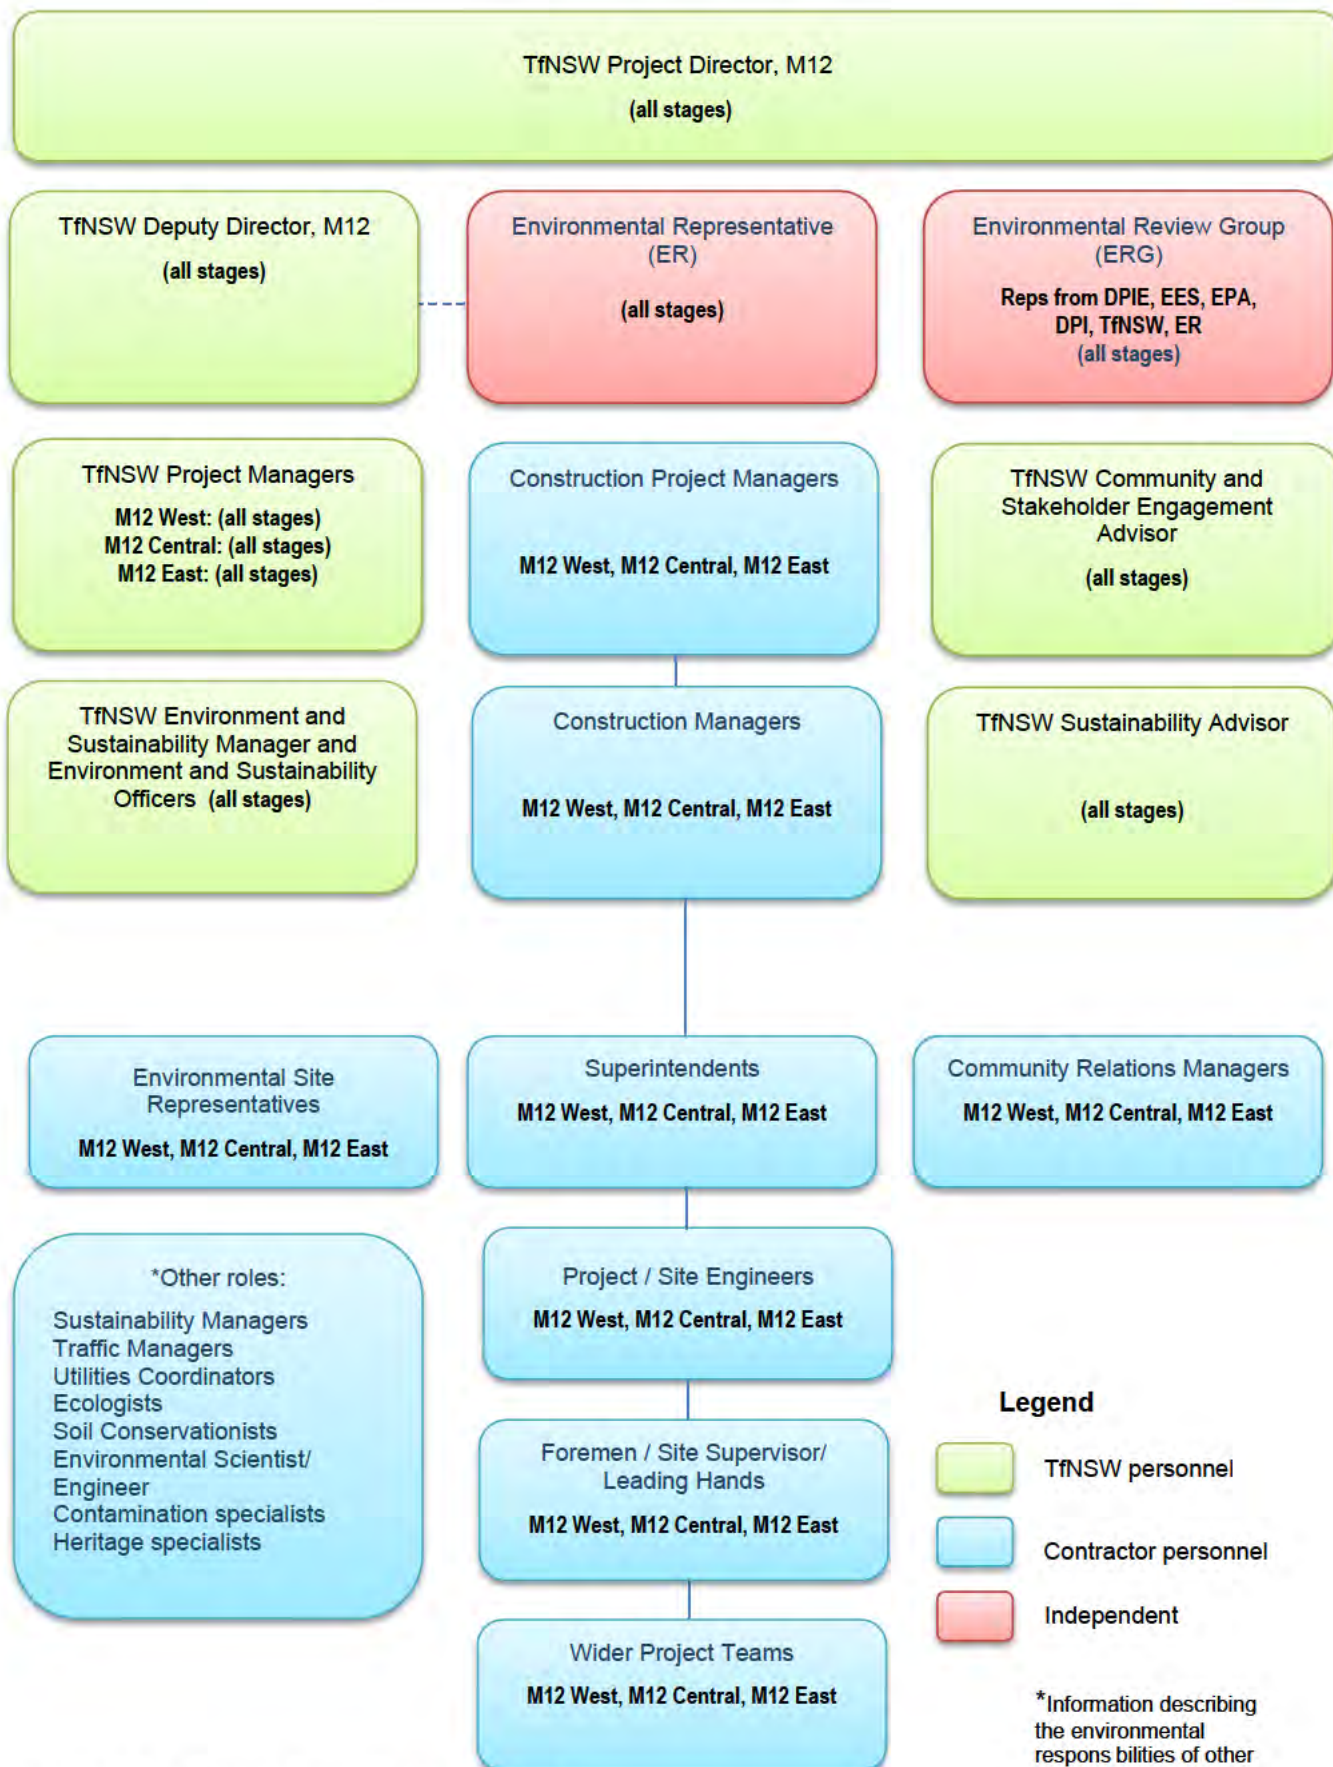 TfNSW Project Director, M12
(all stages)
TfNSW Deputy Director, M12
(all stages)
Environmental Representative
(ER)
(all stages)
Environmental Review Group
(ERG)
Reps from DPIE, EES, EPA,
DPI, TfNSW, ER
(all stages)
TfNSW Project Managers
M12 West: (all stages)
M12 Central: (all stages)
M12 East: (all stages)
Construction Project Managers
M12 West, M12 Central, M12 East
TfNSW Community and
Stakeholder Engagement
Advisor
(all stages)
TfNSW Environment and
Sustainability Manager and
Environment and Sustainability
Officers (all stages)
Construction Managers
M12 West, M12 Central, M12 East
TfNSW Sustainability Advisor
(all stages)
Environmental Site
Representatives
M12 West, M12 Central, M12 East
Superintendents
M12 West, M12 Central, M12 East
Community Relations Managers
M12 West, M12 Central, M12 East
*Other roles:
Sustainability Managers
Traffic Managers
Utilities Coordinators
Ecologists
Soil Conservationists
Environmental Scientist/
Engineer
Contamination specialists
Heritage specialists
Project / Site Engineers
M12 West, M12 Central, M12 East
Foremen / Site Supervisor/
Leading Hands
M12 West, M12 Central, M12 East
Wider Project Teams
M12 West, M12 Central, M12 East
Legend
TfNSW personnel
Contractor personnel
Independent
*Information describing
the environmental
respons bilities of other